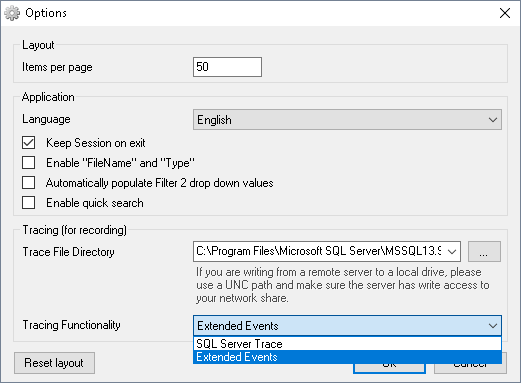 Options
Layout
Items per page
50
Application
Language
English
Keep Session on exit
Enable "FileName" and "Type"
Automatically populate Filter 2 drop down values
Enable quick search
Tracing (for recording)
Trace File Directory
C:\Program Files\Microsoft SQL Server\MSSQL13.S
...
If you are writing from a remote server to a local drive, please
use a UNC path and make sure the server has write access to
your network share.
Tracing Functionality
Extended Events
SQL Server Trace
Extended Events
Reset layout
OK
Cancel